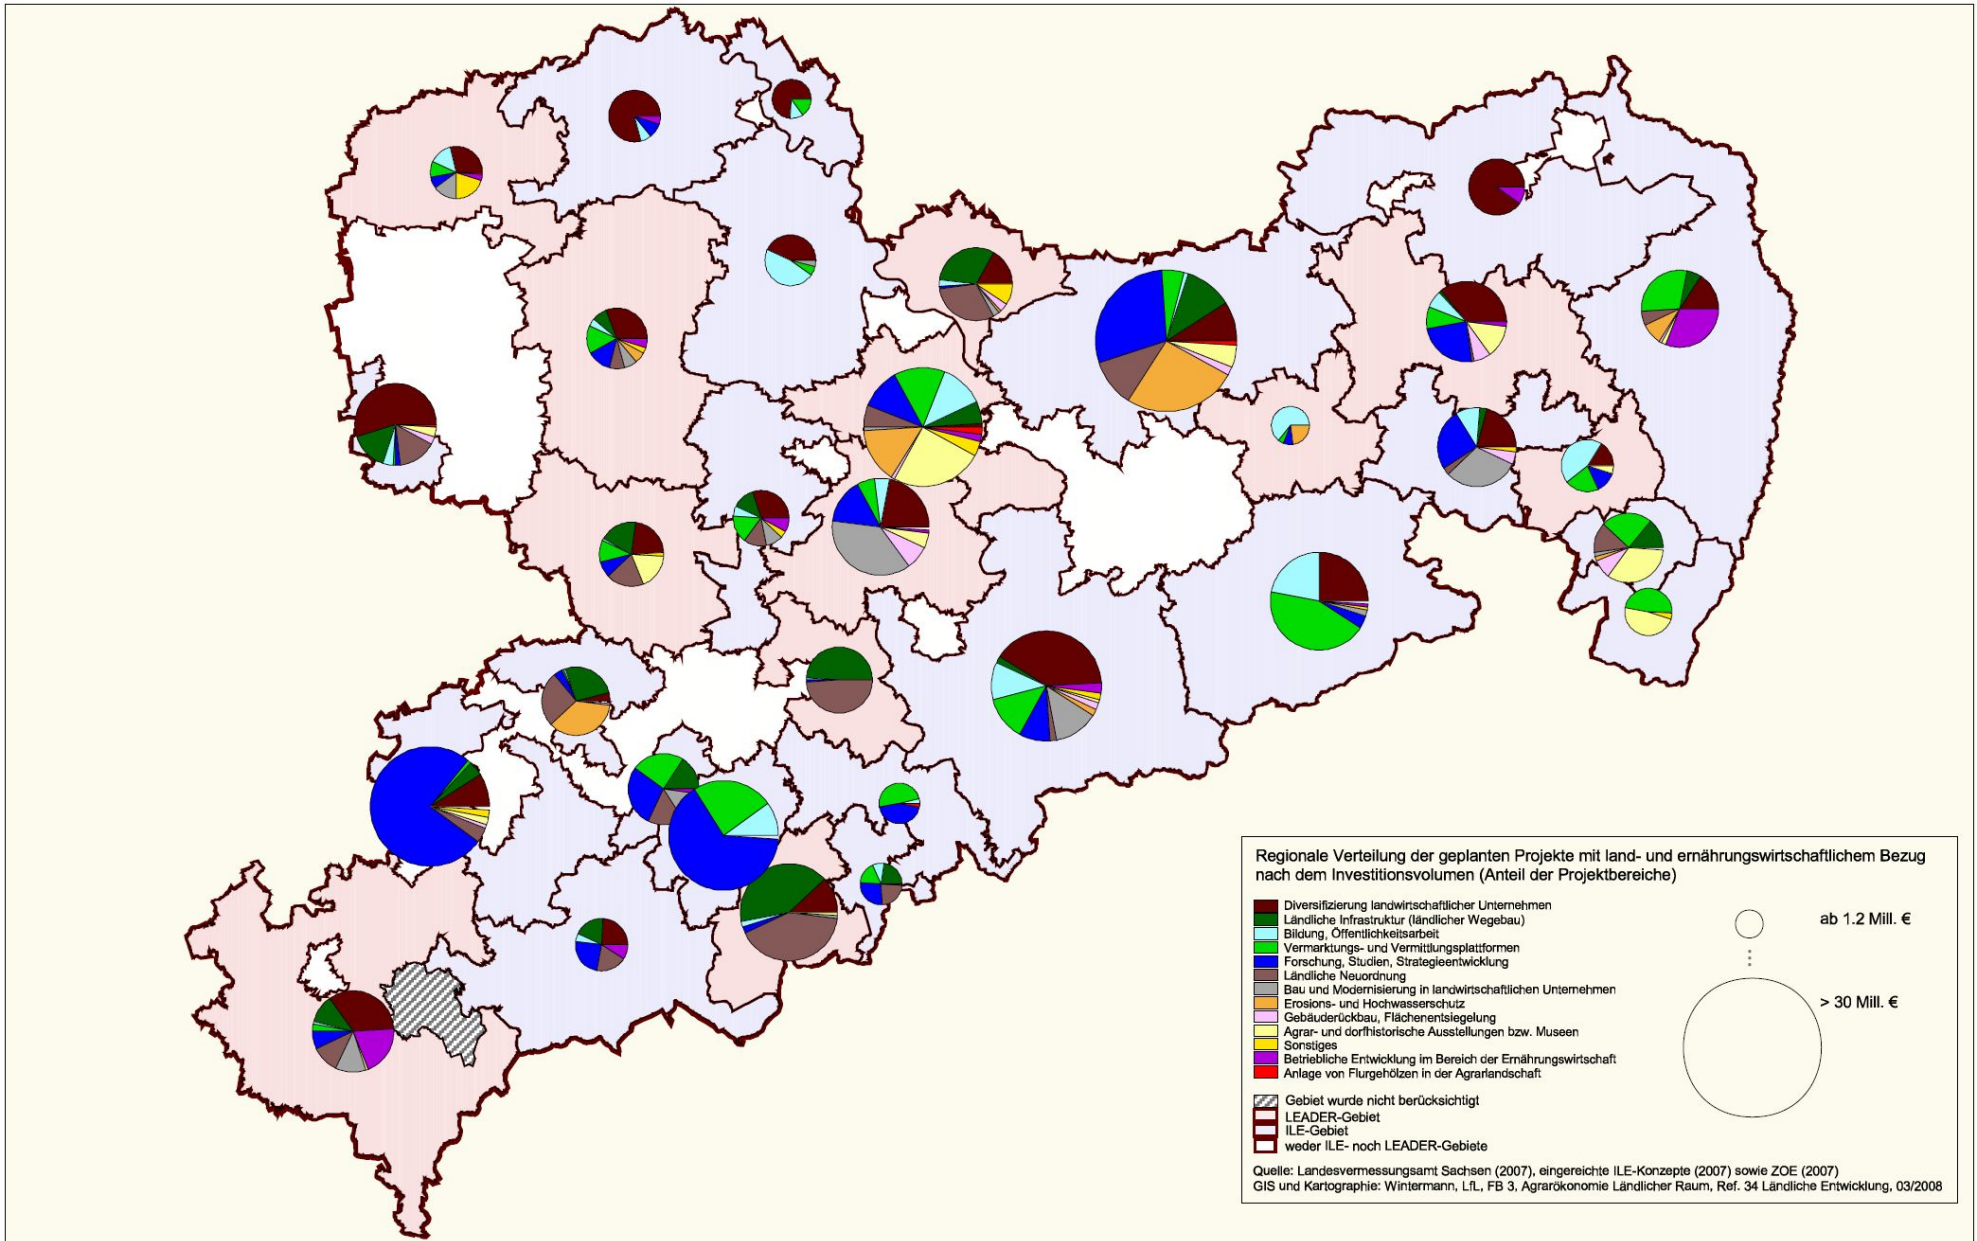 Regionale Verteilung der geplanten Projekte mit land- und ernährungswirtschaftlichem Bezug
nach dem Investitionsvolumen (Anteil der Projektbereiche)
Diversifizierung landwirtschaftlicher Unternehmen
Ländliche Infrastruktur (ländlicher Wegebau)
Bildung, Öffentlichkeitsarbeit
Vermarktungs- und Vermittlungsplattformen
Forschung, Studien, Strategieentwicklung
Ländliche Neuordnung
Bau und Modernisierung in landwirtschaftlichen Unternehmen
Erosions- und Hochwasserschutz
Gebäuderückbau, Flächenentsiegelung
Agrar- und dorfhistorische Ausstellungen bzw. Museen
Sonstiges
Betriebliche Entwicklung im Bereich der Ernährungswirtschaft
Anlage von Flurgehölzen in der Agrarlandschaft
ab 1.2 Mill. €
> 30 Mill. €
Gebiet wurde nicht berücksichtigt
LEADER-Gebiet
ILE-Gebiet
weder ILE- noch LEADER-Gebiete
Quelle: Landesvermessungsamt Sachsen (2007), eingereichte ILE-Konzepte (2007) sowie ZOE (2007)
GIS und Kartographie: Wintermann, LfL, FB 3, Agrarökonomie Ländlicher Raum, Ref. 34 Ländliche Entwicklung, 03/2008